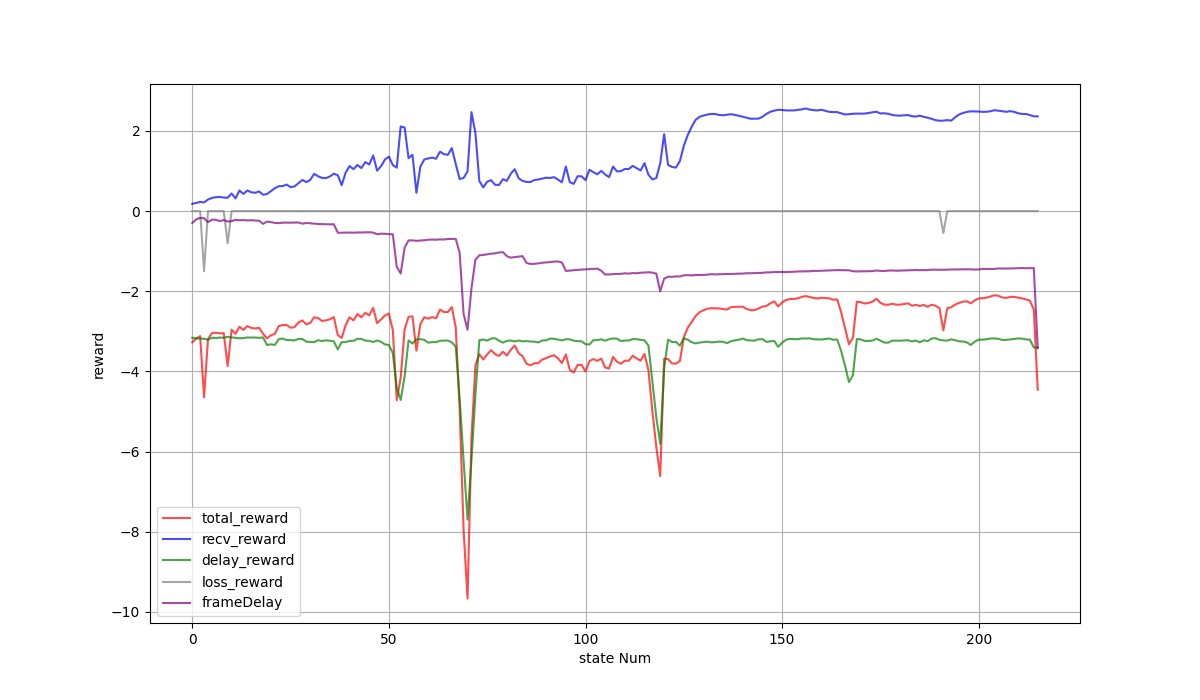 2
0
−2
−4
−6
−8
−10
reward
total_reward
recv_reward
delay_reward
loss_reward
frameDelay
0
50
100
150
200
state Num